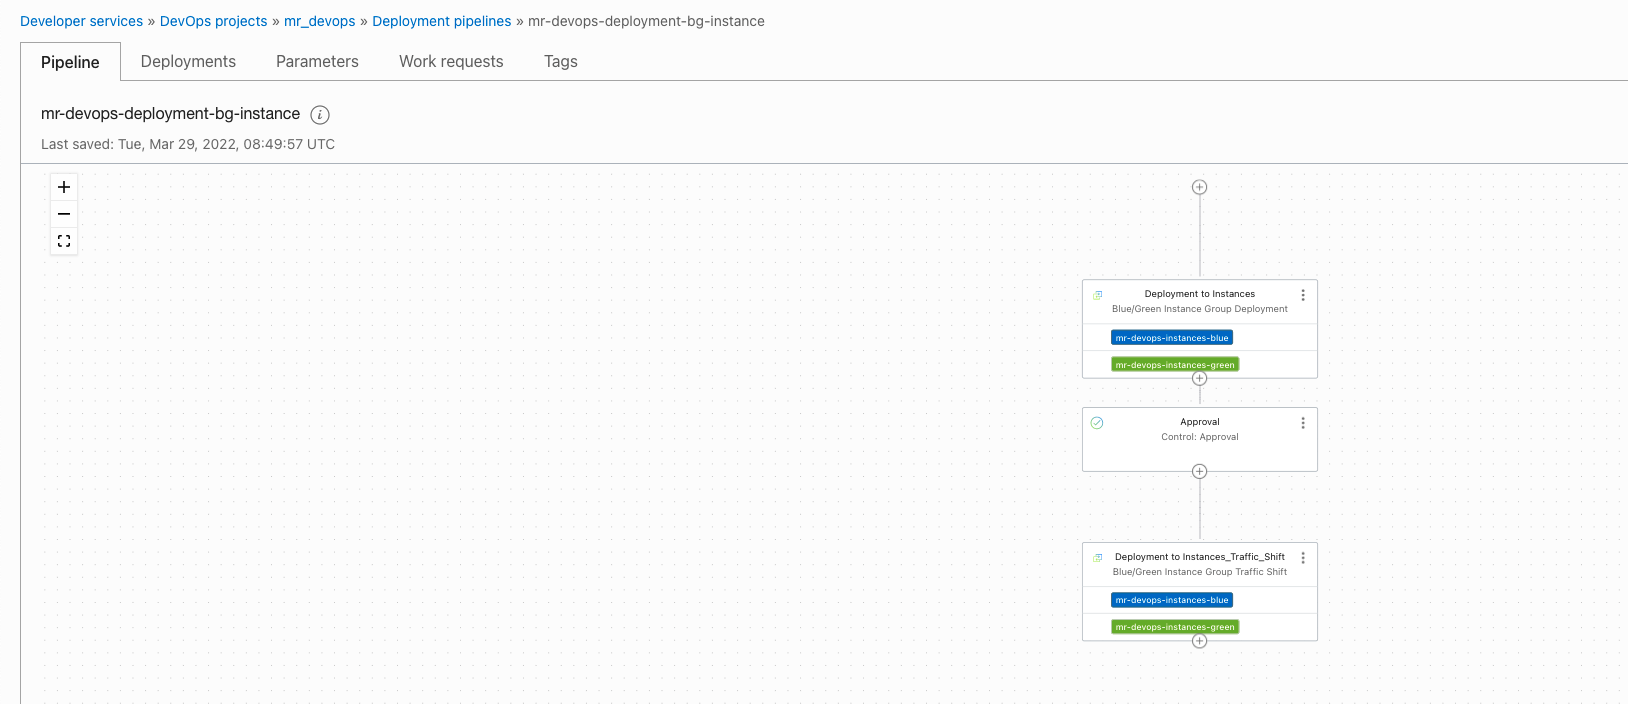 Developer services » DevOps projects » mr_devops » Deployment pipelines » mr-devops-deployment-bg-instance
Pipeline Deployments Parameters Work requests Tags
mr-devops-deployment-bg-instance
Last saved: Tue, Mar 29, 2022, 08:49:57 UTC
Deployment to Instances
Blue/Green Instance Group Deployment
mr-devops-instances-blue
mr-devops-instances-green
Approval
Control: Approval
Deployment to Instances_Traffic_Shift
Blue/Green Instance Group Traffic Shift
mr-devops-instances-blue
mr-devops-instances-green